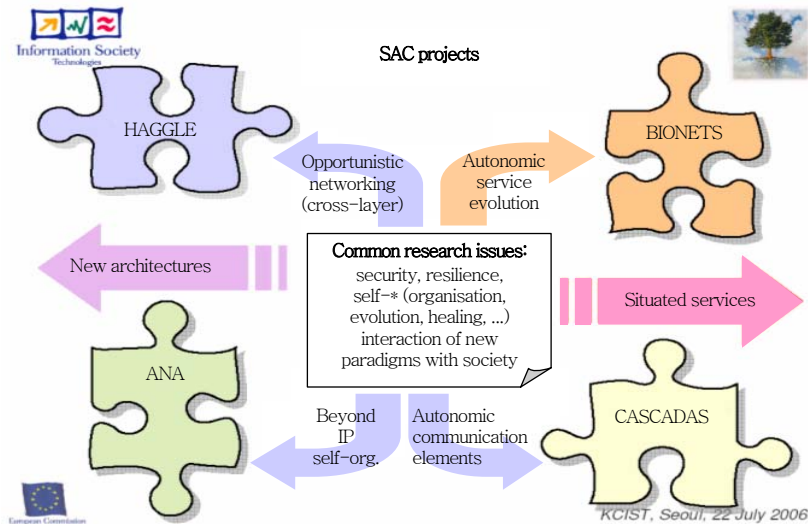 Information Society
Technologies
SAC projects
HAGGLE
BIONETS
Opportunistic
networking
(cross-layer)
Autonomic
service
evolution
New architectures
Common research issues:
security, resilience,
self-* (organisation,
evolution, healing, ...)
interaction of new
paradigms with society
Situated services
ANA
CASCADAS
Beyond
IP
self-org.
Autonomic
communication
elements
European Commission
KCIST, Seoul, 22 July 2006